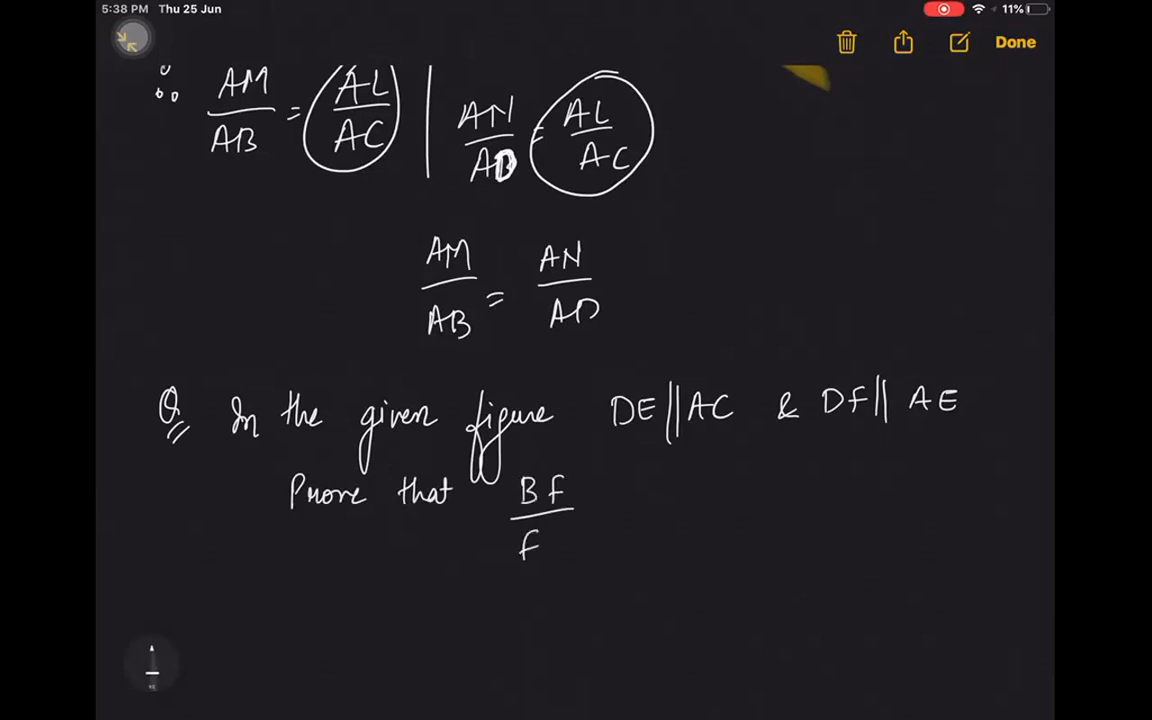 5:38 PM Thu 25 Jun 11%
Done
∴ AM/AB = AL/AC | AN/AD = AL/AC
AM/AB = AN/AD
Q In the given figure DE||AC & DF|| AE
Prove that BF/F